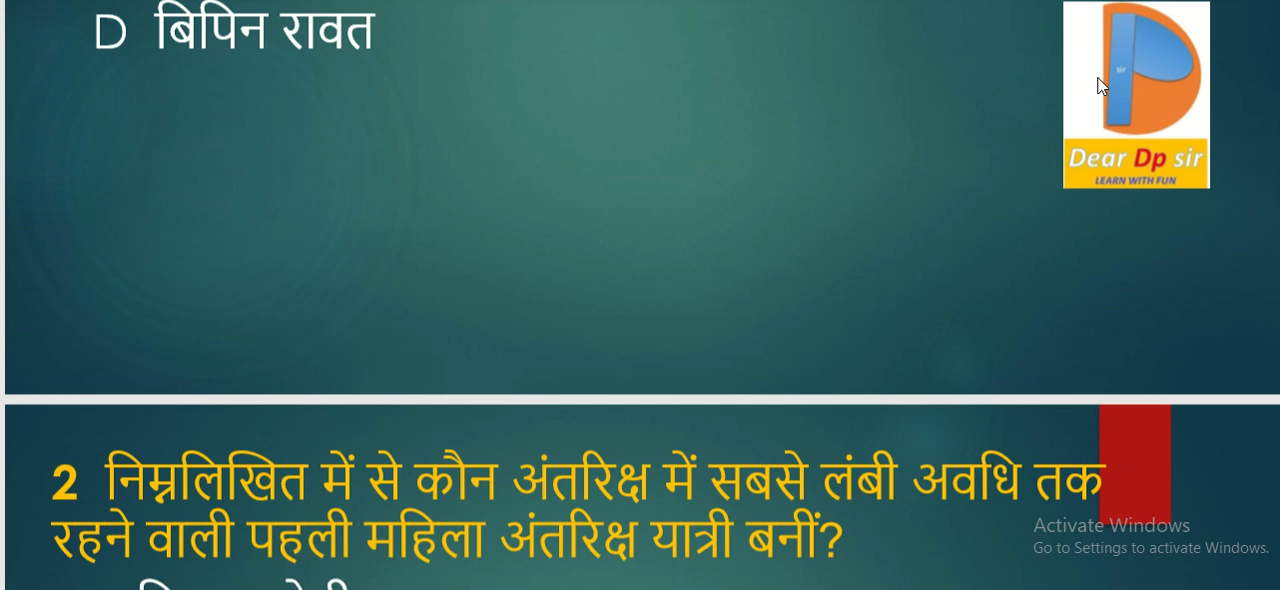 D बिपिन रावत
sir
Dear Dp sir
LEARN WITH FUN
2 निम्नलिखित में से कौन अंतरिक्ष में सबसे लंबी अवधि तक
रहने वाली पहली महिला अंतरिक्ष यात्री बनीं?
Activate Windows
Go to Settings to activate Windows.